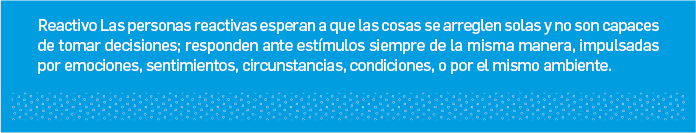 Reactivo Las personas reactivas esperan a que las cosas se arreglen solas y no son capaces
de tomar decisiones; responden ante estímulos siempre de la misma manera, impulsadas
por emociones, sentimientos, circunstancias, condiciones, o por el mismo ambiente.